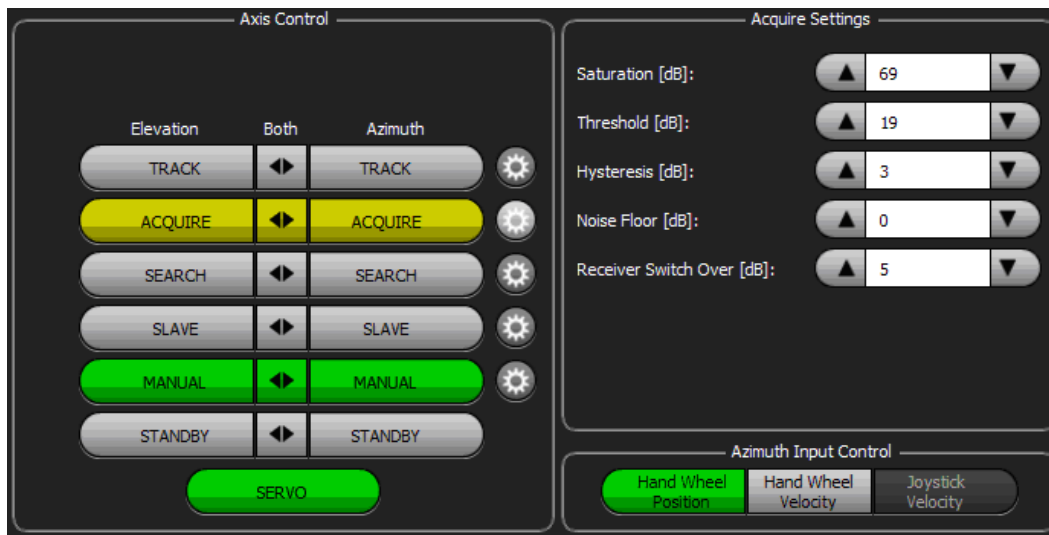 Axis Control
Elevation Both Azimuth
TRACK TRACK
ACQUIRE ACQUIRE
SEARCH SEARCH
SLAVE SLAVE
MANUAL MANUAL
STANDBY STANDBY
SERVO
Acquire Settings
Saturation [dB]: 69
Threshold [dB]: 19
Hysteresis [dB]: 3
Noise Floor [dB]: 0
Receiver Switch Over [dB]: 5
Azimuth Input Control
Hand Wheel Hand Wheel Joystick
Position Velocity Velocity